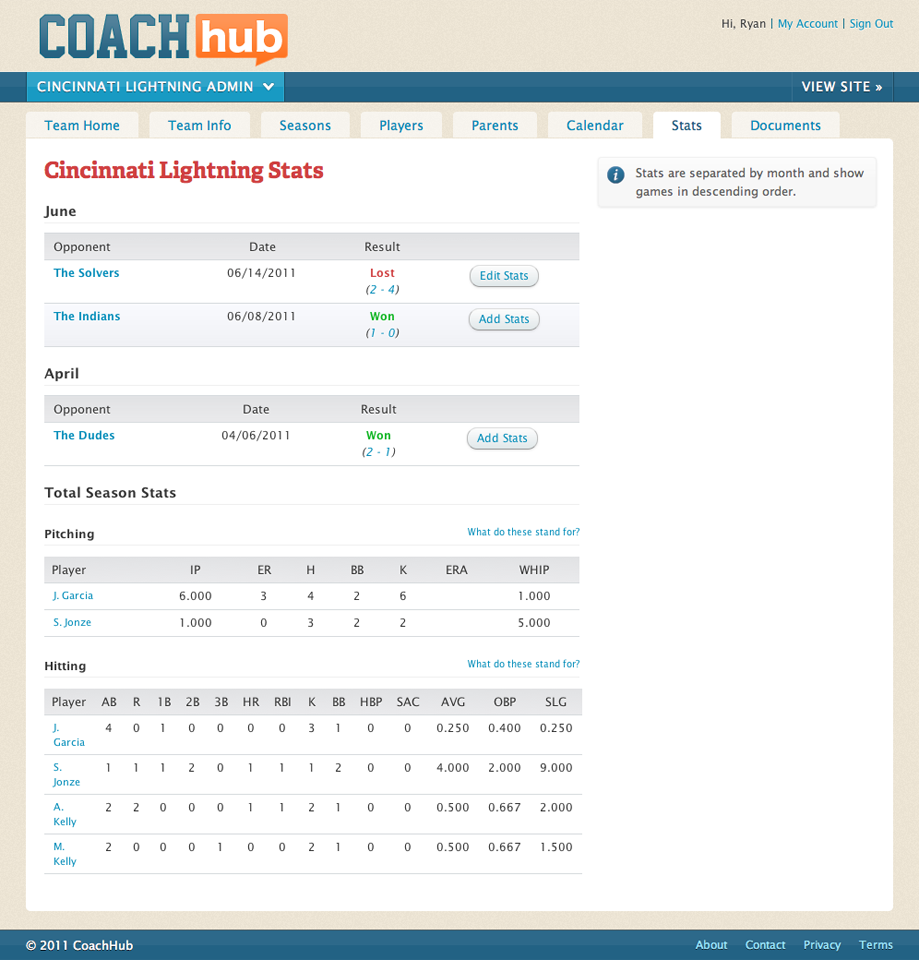 COACH hub
Hi, Ryan | My Account | Sign Out
CINCINNATI LIGHTNING ADMIN
VIEW SITE »
Team Home Team Info Seasons Players Parents Calendar Stats Documents
Cincinnati Lightning Stats
i Stats are separated by month and show
games in descending order.
June
Opponent Date Result
The Solvers 06/14/2011 Lost Edit Stats
(2 - 4)
The Indians 06/08/2011 Won Add Stats
(1 - 0)
April
Opponent Date Result
The Dudes 04/06/2011 Won Add Stats
(2 - 1)
Total Season Stats
Pitching What do these stand for?
Player IP ER H BB K ERA WHIP
J. Garcia 6.000 3 4 2 6 1.000
S. Jonze 1.000 0 3 2 2 5.000
Hitting What do these stand for?
Player AB R 1B 2B 3B HR RBI K BB HBP SAC AVG OBP SLG
J. 4 0 1 0 0 0 0 3 1 0 0 0.250 0.400 0.250
Garcia
S. 1 1 1 2 0 1 1 1 2 0 0 4.000 2.000 9.000
Jonze
A. 2 2 0 0 0 1 1 2 1 0 0 0.500 0.667 2.000
Kelly
M. 2 0 0 0 1 0 0 2 1 0 0 0.500 0.667 1.500
Kelly
© 2011 CoachHub
About Contact Privacy Terms